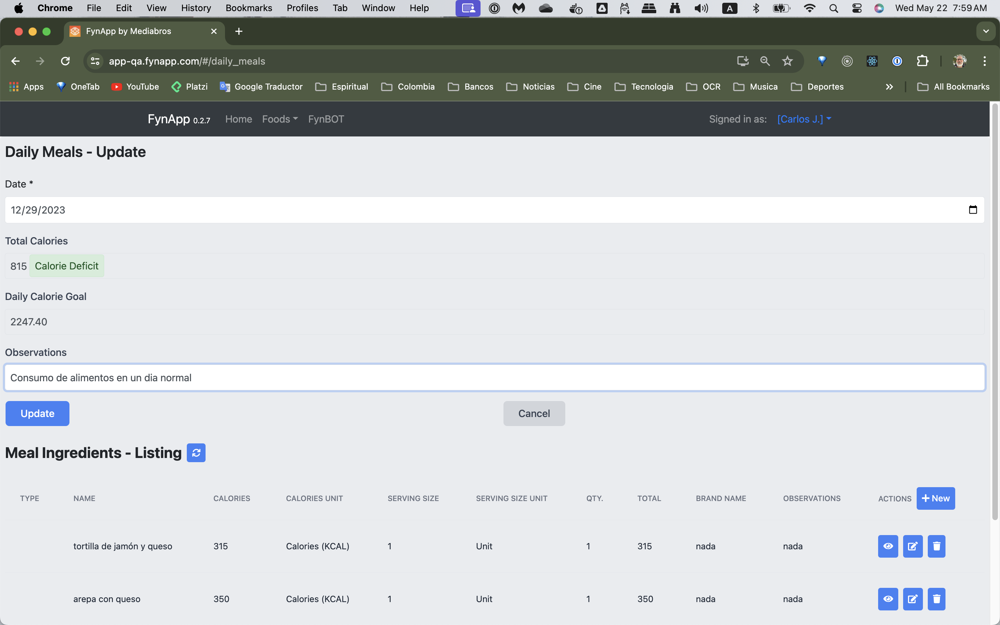 Chrome File Edit View History Bookmarks Profiles Tab Window Help A Wed May 22 7:59 AM
FynApp by Mediabros
app-qa.fynapp.com/#/daily_meals
Apps OneTab YouTube Platzi Google Traductor Espiritual Colombia Bancos Noticias Cine Tecnologia OCR Musica Deportes All Bookmarks
FynApp 0.2.7 Home Foods FynBOT Signed in as: [Carlos J.]
Daily Meals - Update
Date *
12/29/2023
Total Calories
815 Calorie Deficit
Daily Calorie Goal
2247.40
Observations
Consumo de alimentos en un dia normal
Update Cancel
Meal Ingredients - Listing
TYPE NAME CALORIES CALORIES UNIT SERVING SIZE SERVING SIZE UNIT QTY. TOTAL BRAND NAME OBSERVATIONS ACTIONS + New
tortilla de jamón y queso 315 Calories (KCAL) 1 Unit 1 315 nada nada
arepa con queso 350 Calories (KCAL) 1 Unit 1 350 nada nada